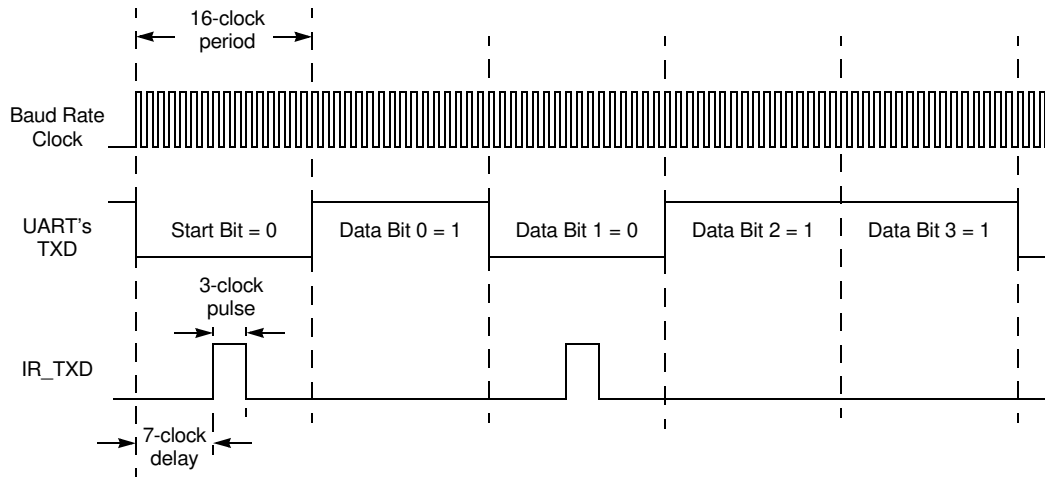 16-clock
period
Baud Rate
Clock
UART's
TXD
Start Bit = 0
Data Bit 0 = 1
Data Bit 1 = 0
Data Bit 2 = 1
Data Bit 3 = 1
3-clock
pulse
IR_TXD
7-clock
delay